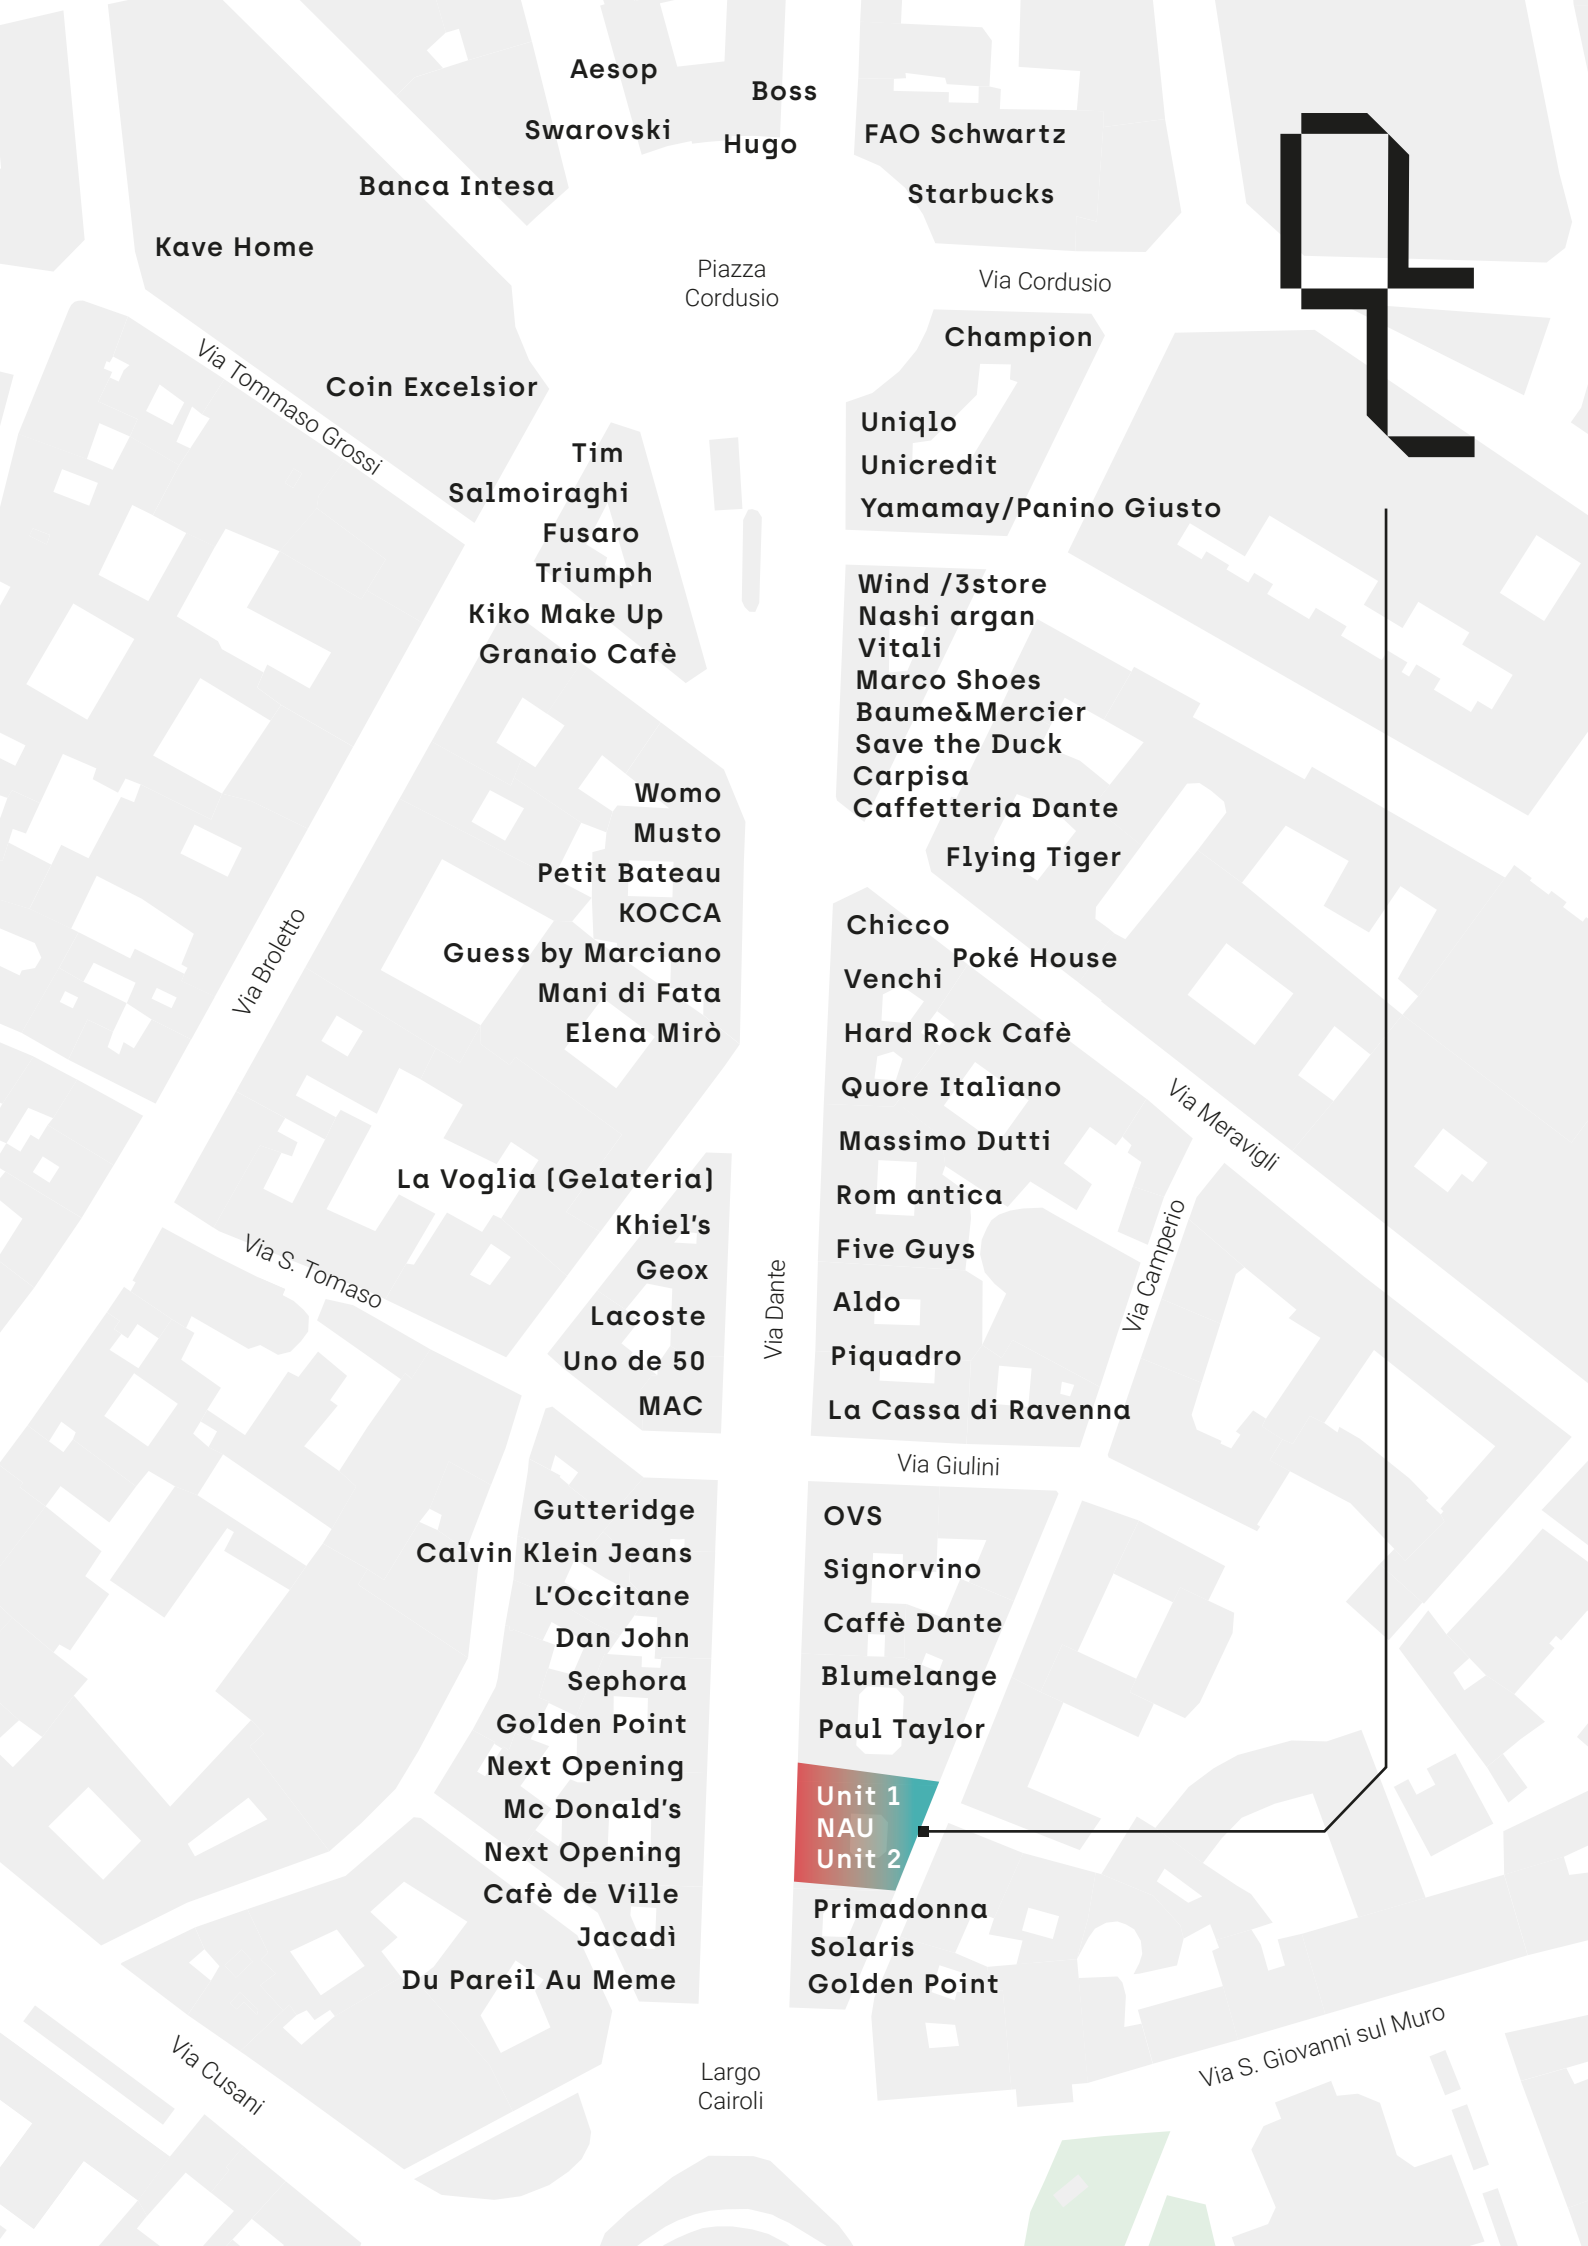 Aesop
Boss
Swarovski
Hugo
FAO Schwartz
Banca Intesa
Starbucks
Kave Home
Piazza
Cordusio
Via Cordusio
Champion
Via Tommaso Grossi
Coin Excelsior
Uniqlo
Tim
Unicredit
Salmoiraghi
Yamamay/Panino Giusto
Fusaro
Triumph
Kiko Make Up
Granaio Cafè
Wind /3store
Nashi argan
Vitali
Marco Shoes
Baume&Mercier
Save the Duck
Carpisa
Caffetteria Dante
Flying Tiger
Womo
Musto
Petit Bateau
KOCCA
Guess by Marciano
Mani di Fata
Elena Mirò
Via Broletto
Chicco
Poké House
Venchi
Hard Rock Cafè
Quore Italiano
Massimo Dutti
Rom antica
Five Guys
Aldo
Piquadro
La Cassa di Ravenna
Via Meravigli
Via Camperio
La Voglia (Gelateria)
Khiel's
Geox
Lacoste
Uno de 50
MAC
Via S. Tomaso
Via Dante
Via Giulini
Gutteridge
Calvin Klein Jeans
L'Occitane
Dan John
Sephora
Golden Point
Next Opening
Mc Donald's
Next Opening
Cafè de Ville
Jacadì
Du Pareil Au Meme
OVS
Signorvino
Caffè Dante
Blumelange
Paul Taylor
Unit 1
NAU
Unit 2
Primadonna
Solaris
Golden Point
Via Cusani
Largo
Cairoli
Via S. Giovanni sul Muro